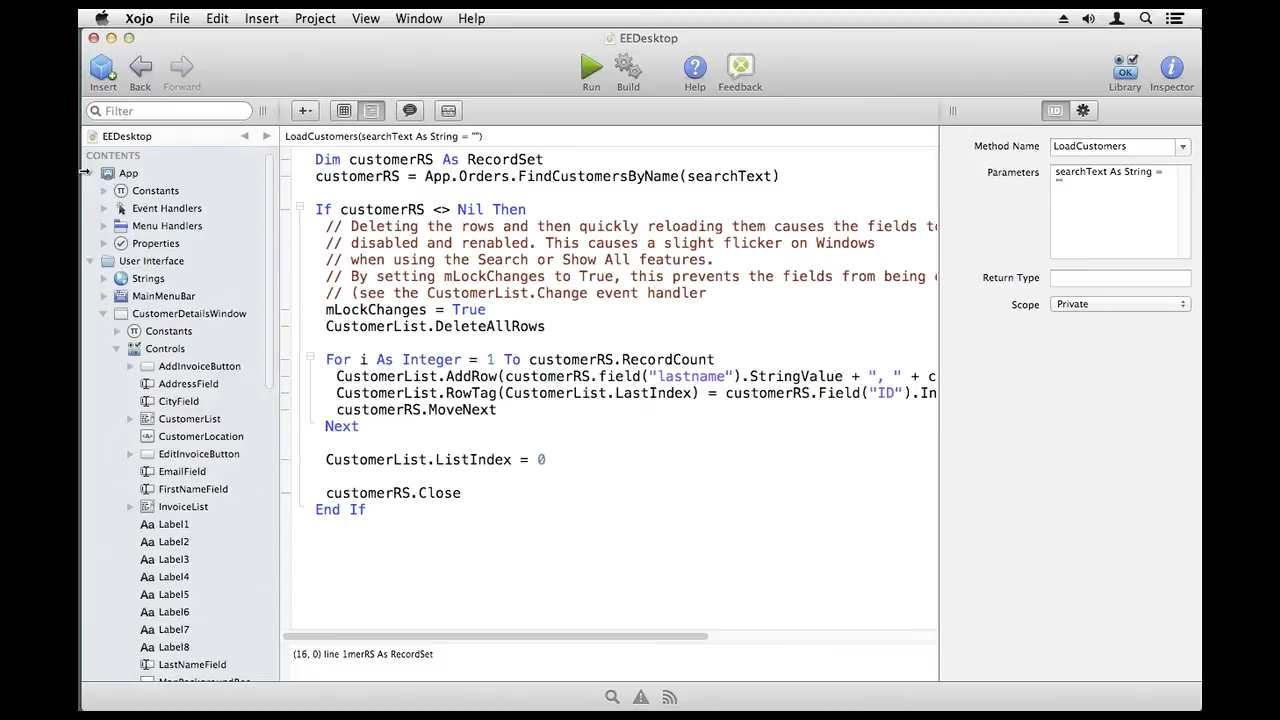 Xojo File Edit Insert Project View Window Help
EEDesktop
Insert Back Forward Run Build Help Feedback Library Inspector
OK
Filter
EEDesktop
LoadCustomers(searchText As String = "")
CONTENTS
App
Constants
Event Handlers
Menu Handlers
Properties
User Interface
Strings
MainMenuBar
CustomerDetailsWindow
Constants
Controls
AddInvoiceButton
AddressField
CityField
CustomerList
CustomerLocation
EditInvoiceButton
EmailField
FirstNameField
InvoiceList
Label1
Label2
Label3
Label4
Label5
Label6
Label7
Label8
LastNameField
Dim customerRS As RecordSet
customerRS = App.Orders.FindCustomersByName(searchText)
If customerRS <> Nil Then
// Deleting the rows and then quickly reloading them causes the fields to
// disabled and renabled. This causes a slight flicker on Windows
// when using the Search or Show All features.
// By setting mLockChanges to True, this prevents the fields from being
// (see the CustomerList.Change event handler
mLockChanges = True
CustomerList.DeleteAllRows
For i As Integer = 1 To customerRS.RecordCount
CustomerList.AddRow(customerRS.field("lastname").StringValue + ", " + c
CustomerList.RowTag(CustomerList.LastIndex) = customerRS.Field("ID").In
customerRS.MoveNext
Next
CustomerList.ListIndex = 0
customerRS.Close
End If
(16, 0) line 1merRS As RecordSet
Method Name LoadCustomers
Parameters searchText As String =
""
Return Type
Scope Private